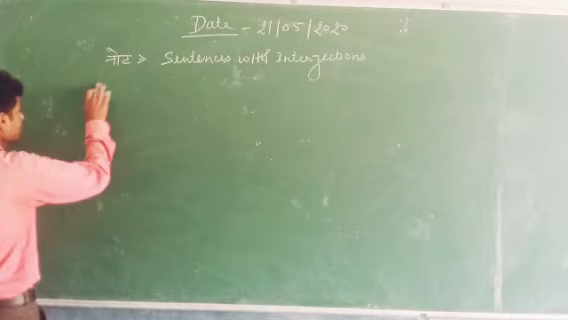 Date - 21/05/2020
नोट > Sentences with Interjections